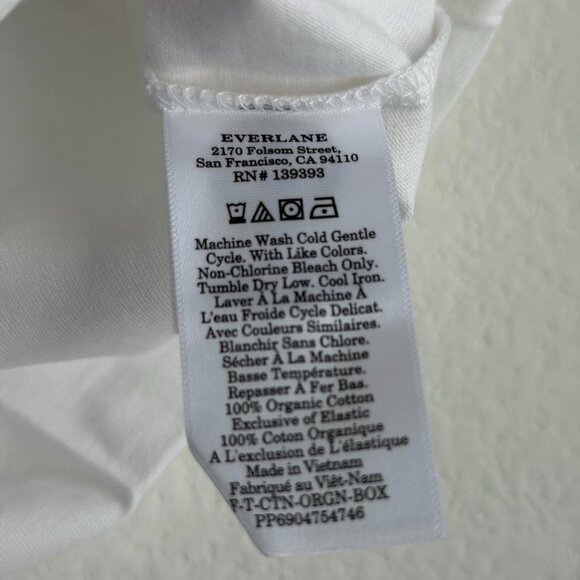 EVERLANE
2170 Folsom Street,
San Francisco, CA 94110
RN# 139393
Machine Wash Cold Gentle
Cycle. With Like Colors.
Non-Chlorine Bleach Only.
Tumble Dry Low. Cool Iron.
Laver À La Machine À
L'eau Froide Cycle Delicat.
Avec Couleurs Similaires.
Blanchir Sans Chlore.
Sécher À La Machine
Basse Température.
Repasser À Fer Bas.
100% Organic Cotton
Exclusive of Elastic
100% Coton Organique
A L'exclusion de L'élastique
Made in Vietnam
Fabriqué au Viêt-Nam
F-T-CTN-ORGN-BOX
PP6904754746